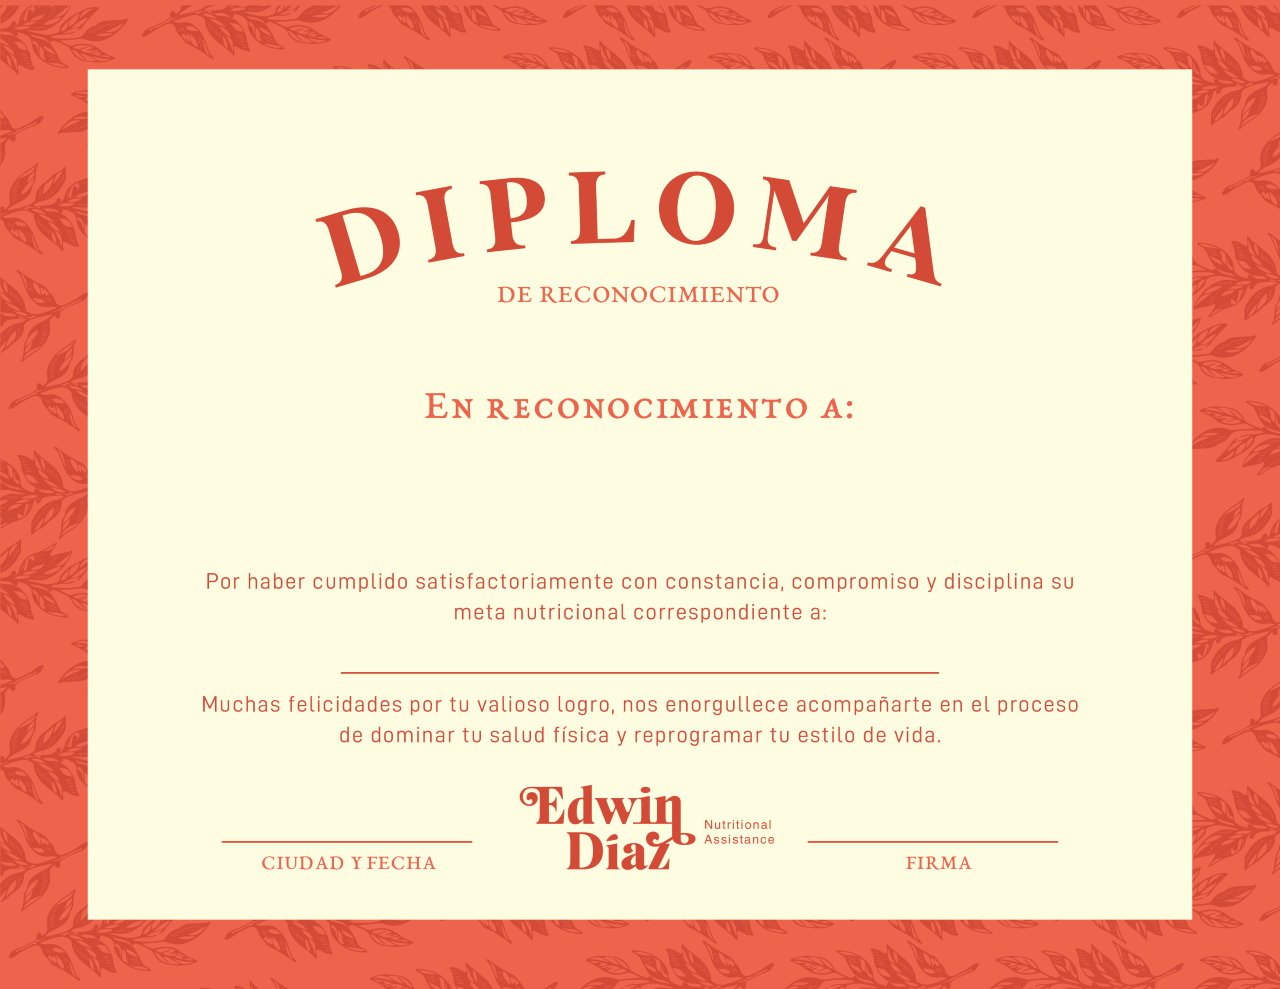 DIPLOMA
DE RECONOCIMIENTO
En reconocimiento a:
Por haber cumplido satisfactoriamente con constancia, compromiso y disciplina su
meta nutricional correspondiente a:
Muchas felicidades por tu valioso logro, nos enorgullece acompañarte en el proceso
de dominar tu salud física y reprogramar tu estilo de vida.
Edwin
Díaz
Nutritional
Assistance
CIUDAD Y FECHA
FIRMA